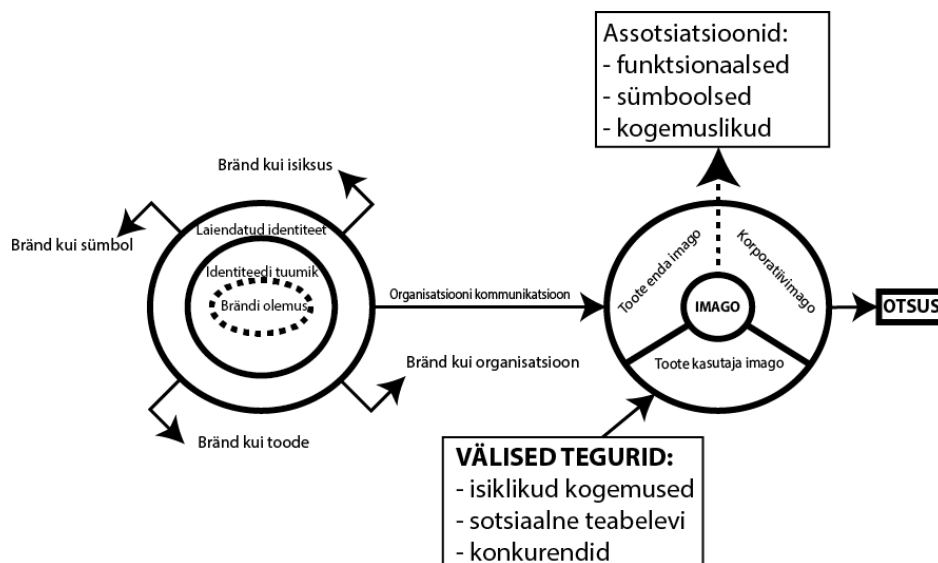 Assotsiatsioonid:
- funktsionaalsed
- sümboolsed
- kogemuslikud
Bränd kui isiksus
Bränd kui sümbol
Laiendatud identiteet
Identiteedi tuumik
Brändi olemus
Organisatsiooni kommunikatsioon
Toote enda imago
Korporatiivimago
IMAGO
OTSUS
Toote kasutaja imago
Bränd kui organisatsioon
Bränd kui toode
VÄLISED TEGURID:
- isiklikud kogemused
- sotsiaalne teabelevi
- konkurendid